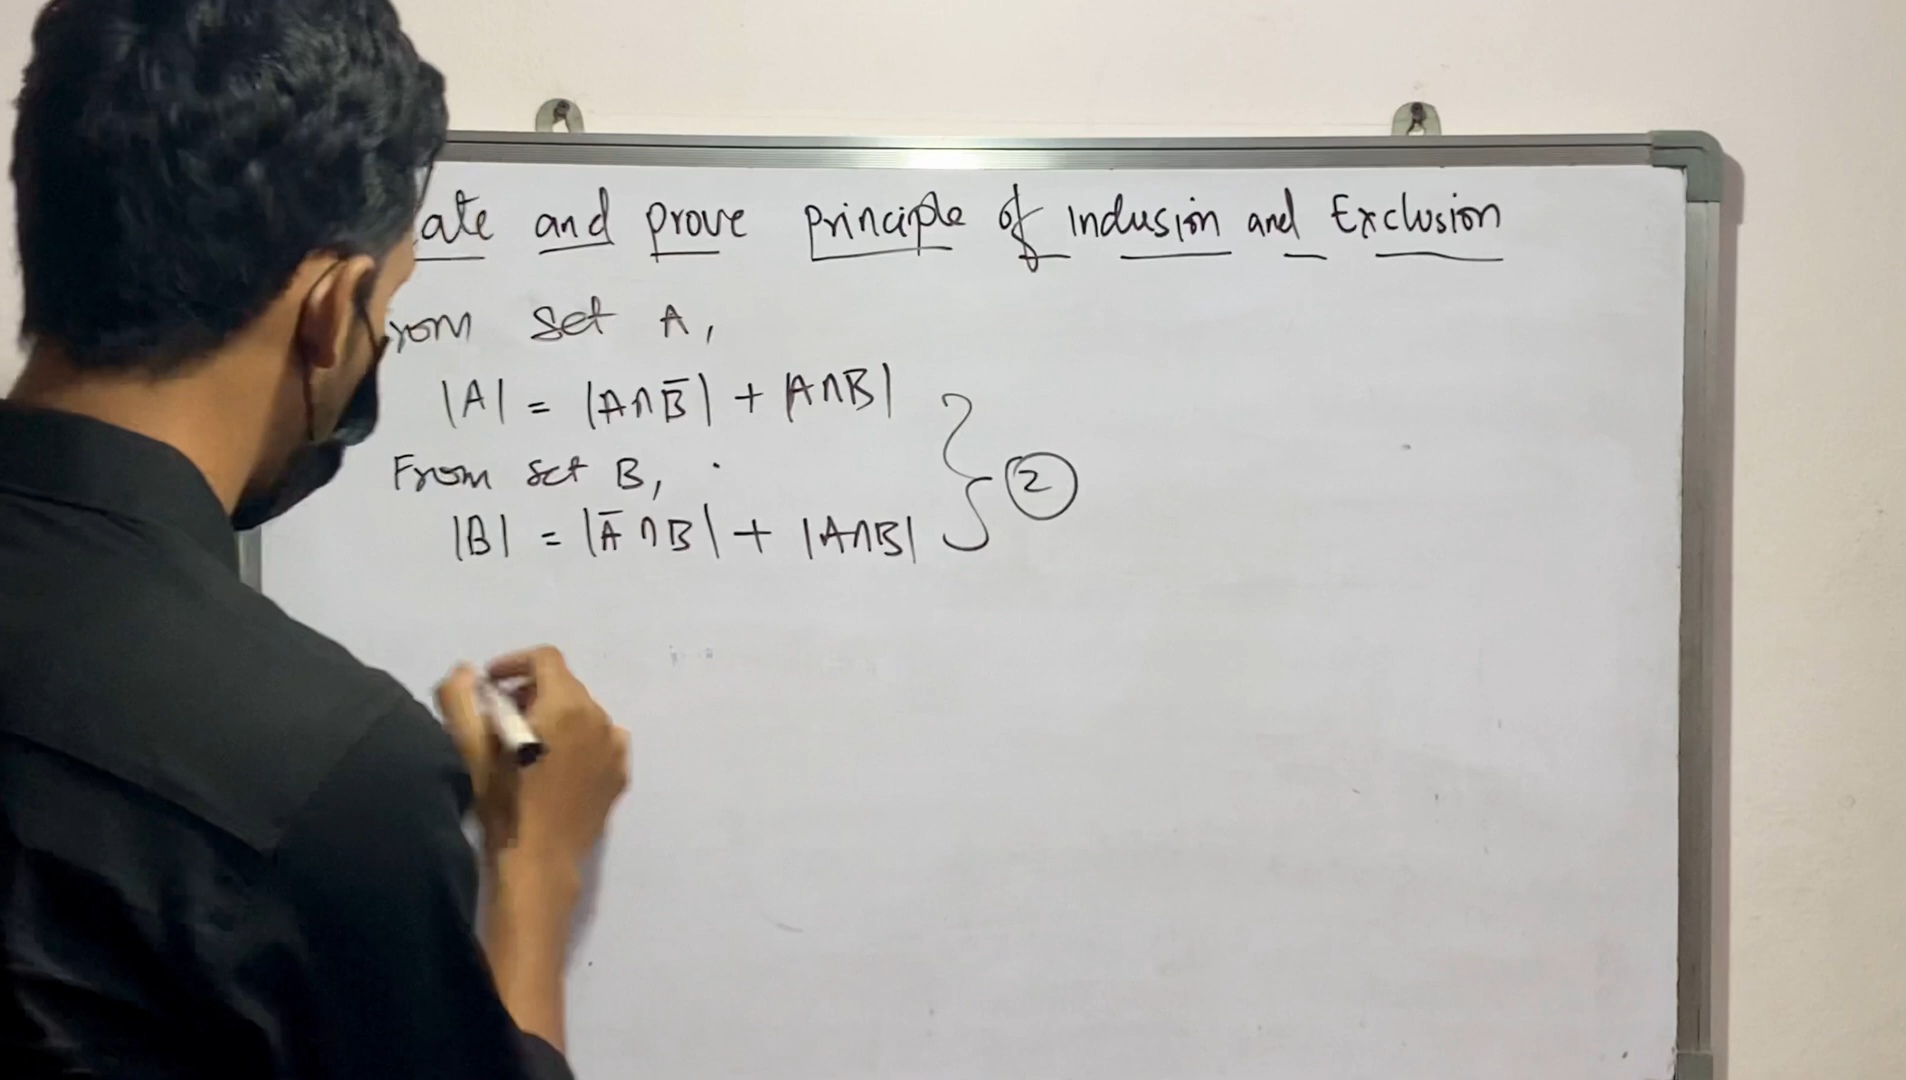 ate and prove principle of Inclusion and Exclusion
rom set A,
|A| = |A∩B̅| + |A∩B|
From set B,
|B| = |A̅∩B| + |A∩B|
2